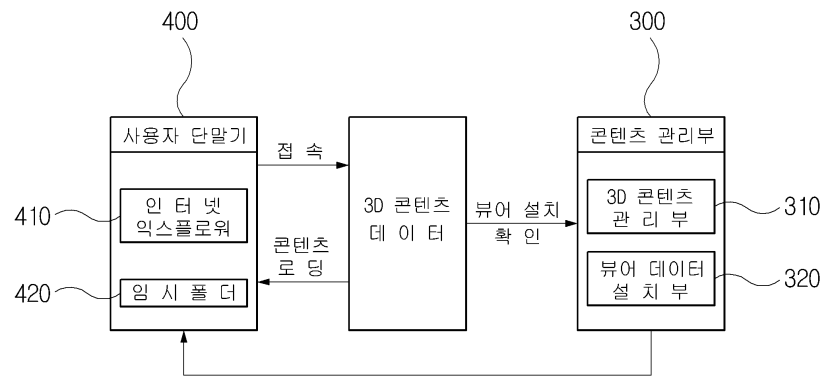 400
300
사용자 단말기
콘텐츠 관리부
접 속
인 터 넷
익스플로워
410
3D 콘텐츠
데 이 터
뷰어 설치
확 인
3D 콘텐츠
관 리 부
310
콘텐츠
로 딩
420
임 시 폴 더
뷰어 데이터
설 치 부
320